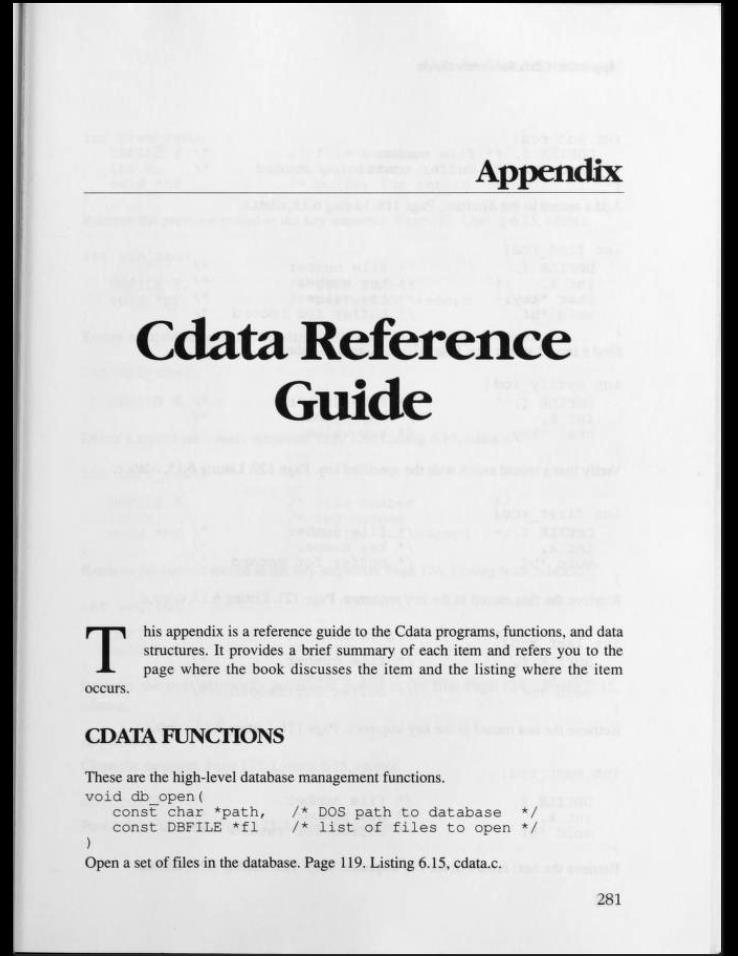 Appendix
Cdata Reference
Guide
This appendix is a reference guide to the Cdata programs, functions, and data
structures. It provides a brief summary of each item and refers you to the
page where the book discusses the item and the listing where the item
occurs.
CDATA FUNCTIONS
These are the high-level database management functions.
void db_open(
const char *path, /* DOS path to database */
const DBFILE *fl /* list of files to open */
)
Open a set of files in the database. Page 119. Listing 6.15, cdata.c.
281